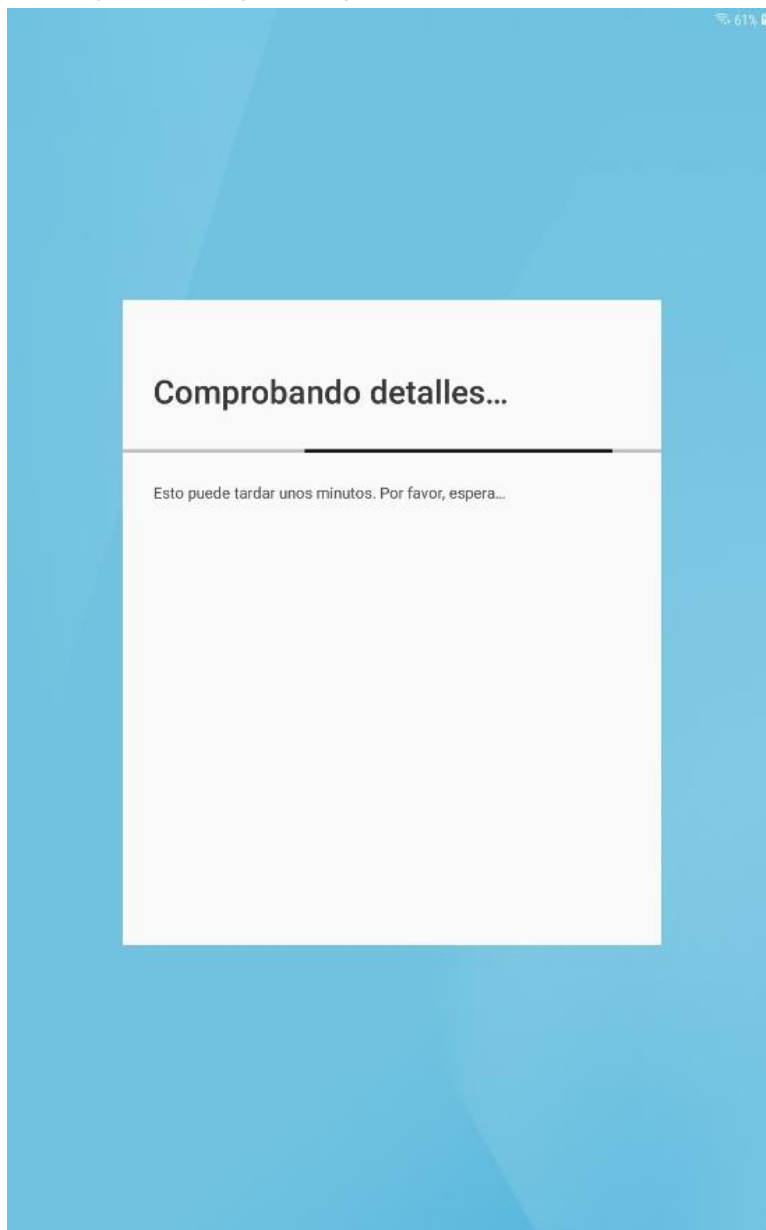 61%
Comprobando detalles...
Esto puede tardar unos minutos. Por favor, espera...